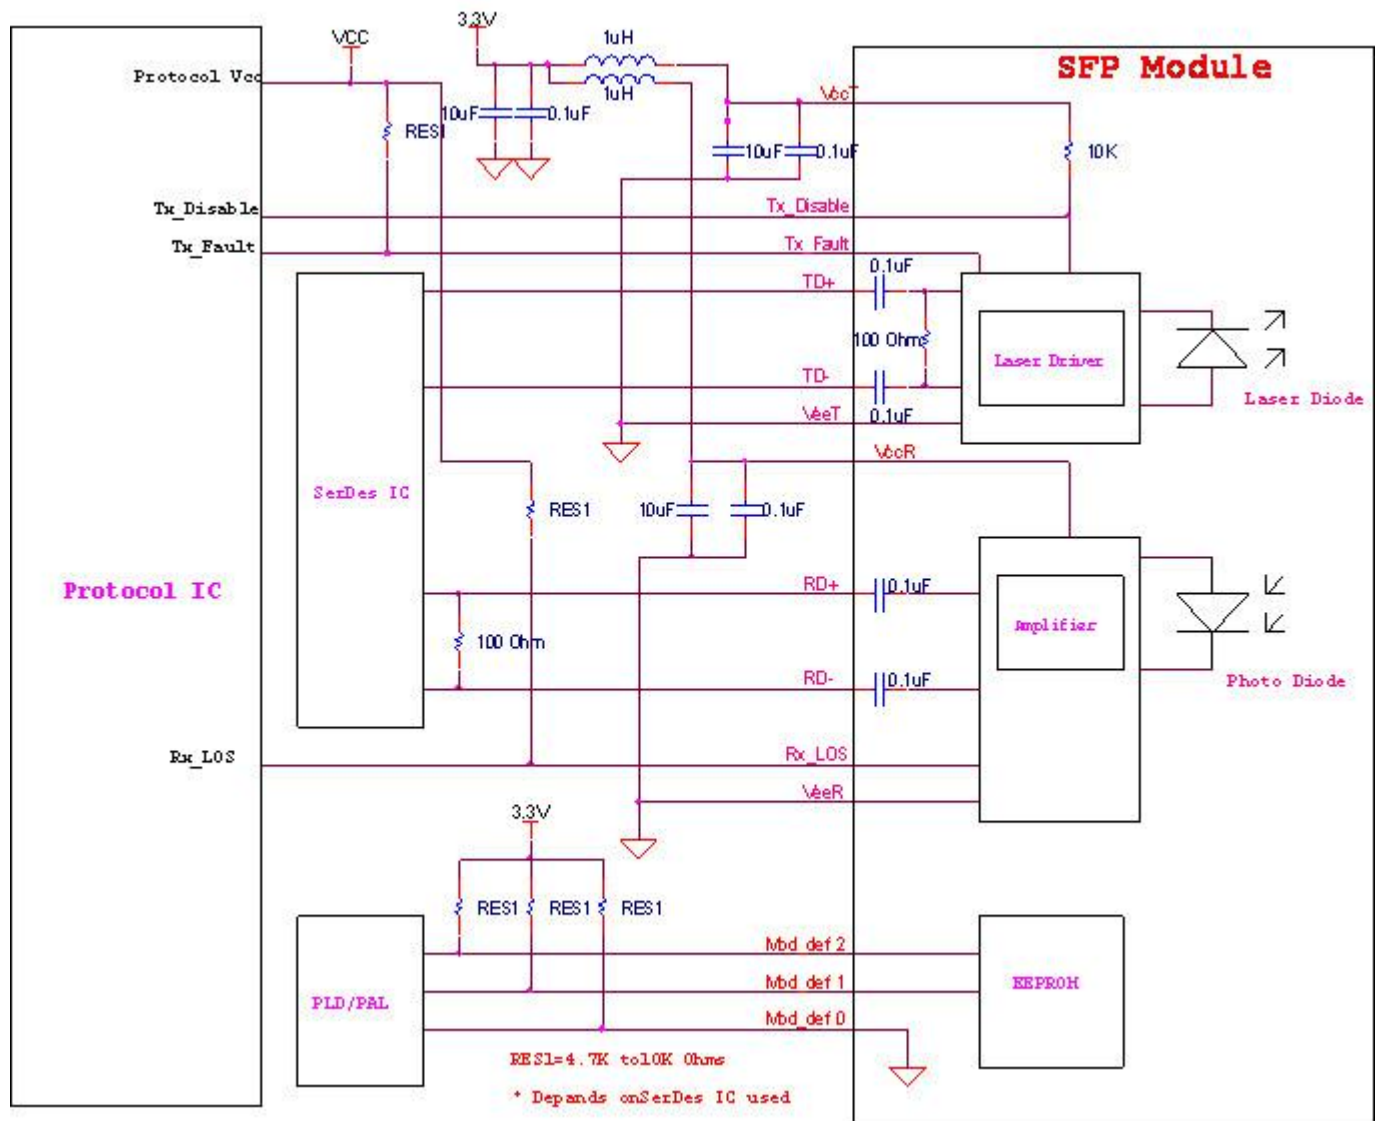 3.3V
VCC
1uH
SFP Module
Protocol Vcc
1uH
VccT
10uF
0.1uF
RES1
10uF
0.1uF
10K
Tx_Disable
Tx_Disable
Tx_Fault
Tx_Fault
0.1uF
TD+
100 Ohm
Laser Driver
TD-
Laser Diode
VeeT
0.1uF
VccR
SerDes IC
RES1
10uF
0.1uF
Protocol IC
RD+
0.1uF
Amplifier
100 Ohm
RD-
0.1uF
Photo Diode
Rx_LOS
Rx_LOS
VeeR
3.3V
RES1
RES1
RES1
Mod_def 2
Mod_def 1
EEPROM
PLD/PAL
Mod_def 0
RES1=4.7K to10K Ohms
* Depands onSerDes IC used